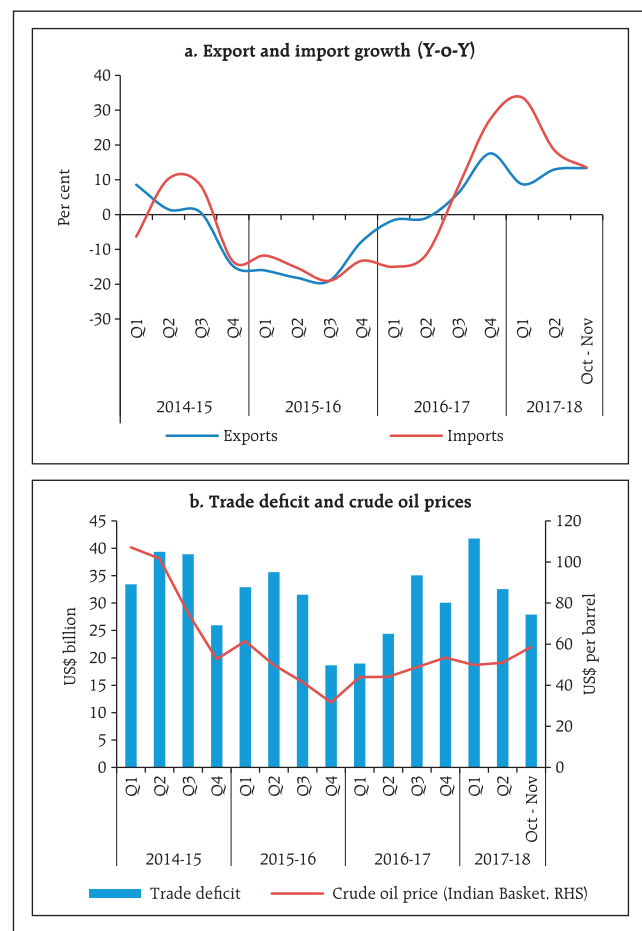 a. Export and import growth (Y-o-Y)
40
30
20
10
0
-10
-20
-30
Per cent
Q1 Q2 Q3 Q4 Q1 Q2 Q3 Q4 Q1 Q2 Q3 Q4 Q1 Q2 Oct - Nov
2014-15 2015-16 2016-17 2017-18
Exports Imports
b. Trade deficit and crude oil prices
45 120
40 100
35
30 80
25 60
20
15 40
10 20
5
0 0
US$ billion
US$ per barrel
Q1 Q2 Q3 Q4 Q1 Q2 Q3 Q4 Q1 Q2 Q3 Q4 Q1 Q2 Oct - Nov
2014-15 2015-16 2016-17 2017-18
Trade deficit Crude oil price (Indian Basket, RHS)